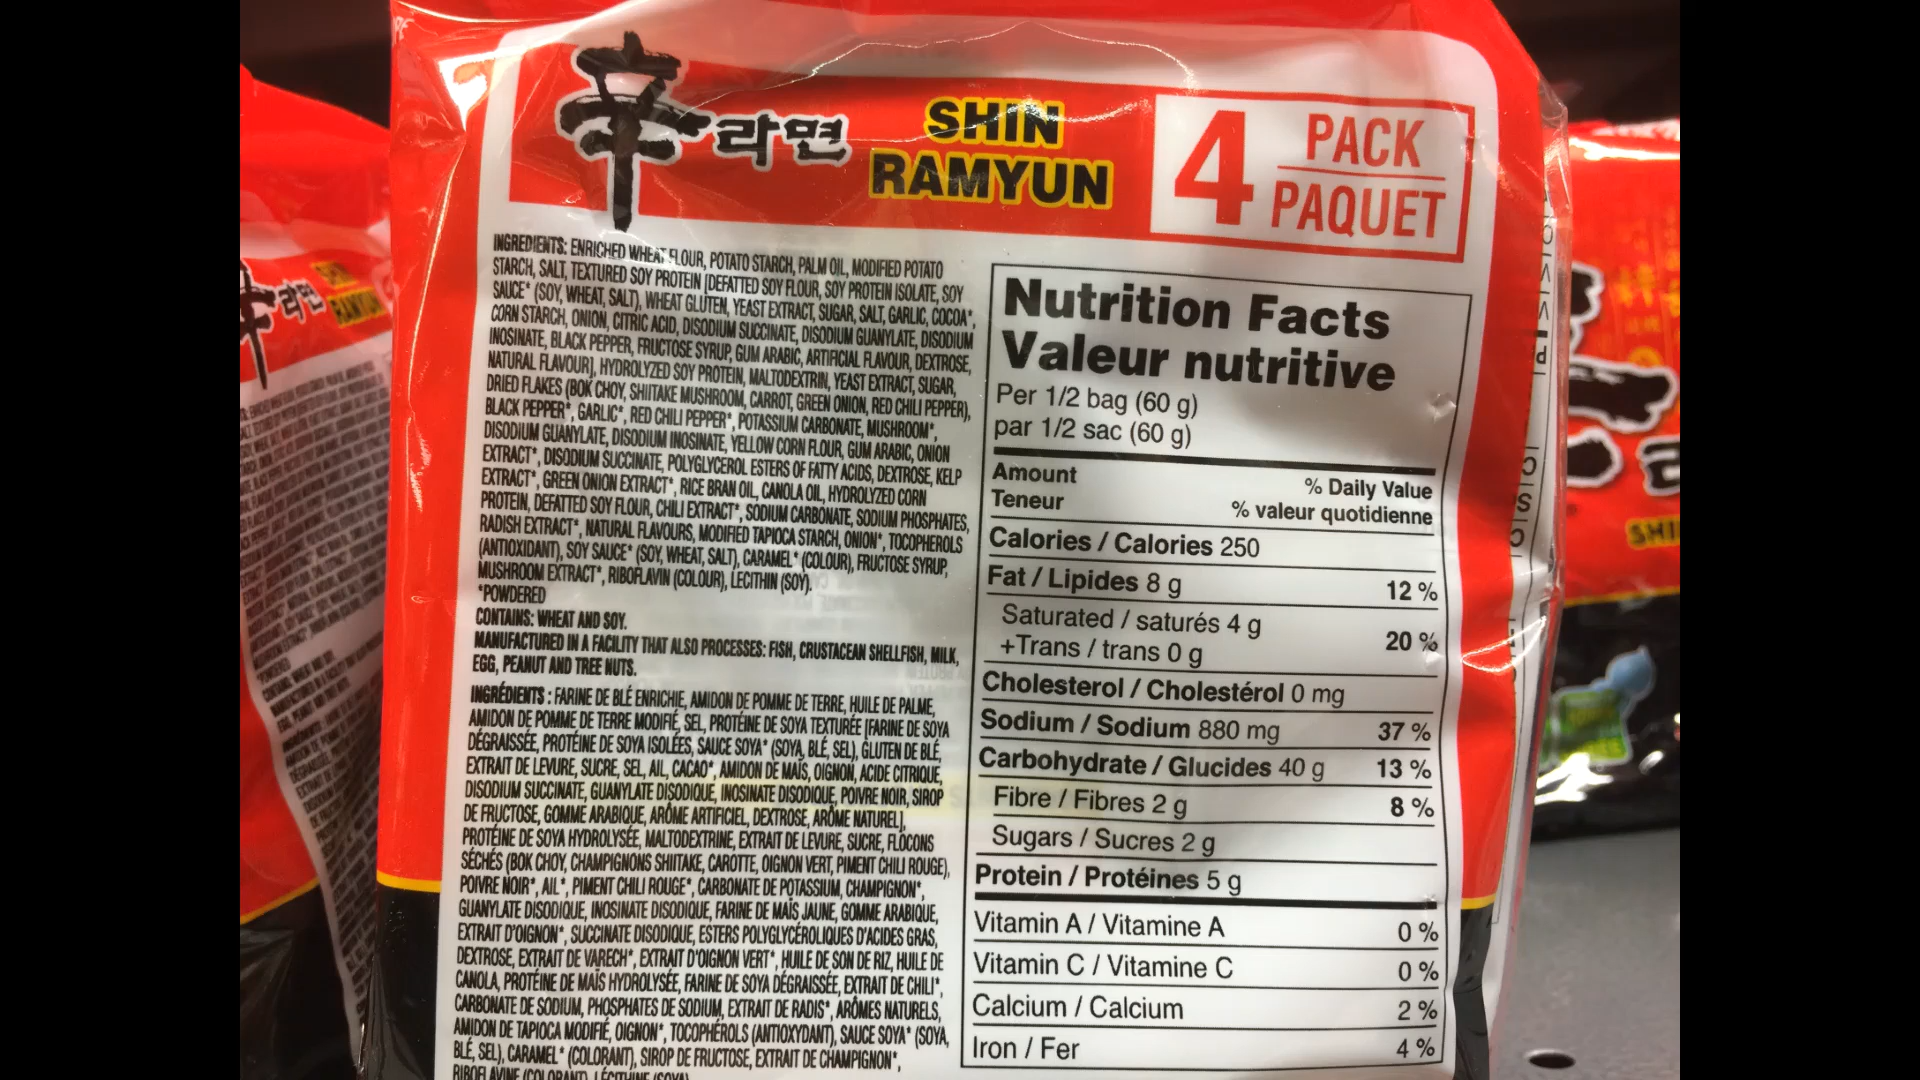 辛라면
SHIN
RAMYUN
4
PACK
PAQUET
INGREDIENTS: ENRICHED WHEAT FLOUR, POTATO STARCH, PALM OIL, MODIFIED POTATO
STARCH, SALT, TEXTURED SOY PROTEIN [DEFATTED SOY FLOUR, SOY PROTEIN ISOLATE, SOY
SAUCE* (SOY, WHEAT, SALT), WHEAT GLUTEN, YEAST EXTRACT, SUGAR, SALT, GARLIC, COCOA*,
CORN STARCH, ONION, CITRIC ACID, DISODIUM SUCCINATE, DISODIUM GUANYLATE, DISODIUM
INOSINATE, BLACK PEPPER, FRUCTOSE SYRUP, GUM ARABIC, ARTIFICIAL FLAVOUR, DEXTROSE,
NATURAL FLAVOUR], HYDROLYZED SOY PROTEIN, MALTODEXTRIN, YEAST EXTRACT, SUGAR,
DRIED FLAKES (BOK CHOY, SHIITAKE MUSHROOM, CARROT, GREEN ONION, RED CHILI PEPPER),
BLACK PEPPER*, GARLIC*, RED CHILI PEPPER*, POTASSIUM CARBONATE, MUSHROOM*,
DISODIUM GUANYLATE, DISODIUM INOSINATE, YELLOW CORN FLOUR, GUM ARABIC, ONION
EXTRACT*, DISODIUM SUCCINATE, POLYGLYCEROL ESTERS OF FATTY ACIDS, DEXTROSE, KELP
EXTRACT*, GREEN ONION EXTRACT*, RICE BRAN OIL, CANOLA OIL, HYDROLYZED CORN
PROTEIN, DEFATTED SOY FLOUR, CHILI EXTRACT*, SODIUM CARBONATE, SODIUM PHOSPHATES,
RADISH EXTRACT*, NATURAL FLAVOURS, MODIFIED TAPIOCA STARCH, ONION*, TOCOPHEROLS
(ANTIOXIDANT), SOY SAUCE* (SOY, WHEAT, SALT), CARAMEL* (COLOUR), FRUCTOSE SYRUP,
MUSHROOM EXTRACT*, RIBOFLAVIN (COLOUR), LECITHIN (SOY).
*POWDERED
CONTAINS: WHEAT AND SOY.
MANUFACTURED IN A FACILITY THAT ALSO PROCESSES: FISH, CRUSTACEAN SHELLFISH, MILK,
EGG, PEANUT AND TREE NUTS.
INGRÉDIENTS : FARINE DE BLÉ ENRICHIE, AMIDON DE POMME DE TERRE, HUILE DE PALME,
AMIDON DE POMME DE TERRE MODIFIÉ, SEL, PROTÉINE DE SOYA TEXTURÉE [FARINE DE SOYA
DÉGRAISSÉE, PROTÉINE DE SOYA ISOLÉES, SAUCE SOYA* (SOYA, BLÉ, SEL), GLUTEN DE BLÉ,
EXTRAIT DE LEVURE, SUCRE, SEL, AIL, CACAO*, AMIDON DE MAÏS, OIGNON, ACIDE CITRIQUE,
DISODIUM SUCCINATE, GUANYLATE DISODIQUE, INOSINATE DISODIQUE, POIVRE NOIR, SIROP
DE FRUCTOSE, GOMME ARABIQUE, ARÔME ARTIFICIEL, DEXTROSE, ARÔME NATUREL],
PROTÉINE DE SOYA HYDROLYSÉE, MALTODEXTRINE, EXTRAIT DE LEVURE, SUCRE, FLOCONS
SÉCHÉS (BOK CHOY, CHAMPIGNONS SHIITAKE, CAROTTE, OIGNON VERT, PIMENT CHILI ROUGE),
POIVRE NOIR*, AIL*, PIMENT CHILI ROUGE*, CARBONATE DE POTASSIUM, CHAMPIGNON*,
GUANYLATE DISODIQUE, INOSINATE DISODIQUE, FARINE DE MAÏS JAUNE, GOMME ARABIQUE,
EXTRAIT D'OIGNON*, SUCCINATE DISODIQUE, ESTERS POLYGLYCÉROLIQUES D'ACIDES GRAS,
DEXTROSE, EXTRAIT DE VARECH*, EXTRAIT D'OIGNON VERT*, HUILE DE SON DE RIZ, HUILE DE
CANOLA, PROTÉINE DE MAÏS HYDROLYSÉE, FARINE DE SOYA DÉGRAISSÉE, EXTRAIT DE CHILI*,
CARBONATE DE SODIUM, PHOSPHATES DE SODIUM, EXTRAIT DE RADIS*, ARÔMES NATURELS,
AMIDON DE TAPIOCA MODIFIÉ, OIGNON*, TOCOPHÉROLS (ANTIOXYDANT), SAUCE SOYA* (SOYA,
BLÉ, SEL), CARAMEL* (COLORANT), SIROP DE FRUCTOSE, EXTRAIT DE CHAMPIGNON*,
RIBOFLAVINE (COLORANT), LÉCITHINE (SOYA)
Nutrition Facts
Valeur nutritive
Per 1/2 bag (60 g)
par 1/2 sac (60 g)
Amount
Teneur
% Daily Value
% valeur quotidienne
Calories / Calories 250
Fat / Lipides 8 g 12 %
Saturated / saturés 4 g
+Trans / trans 0 g 20 %
Cholesterol / Cholestérol 0 mg
Sodium / Sodium 880 mg 37 %
Carbohydrate / Glucides 40 g 13 %
Fibre / Fibres 2 g 8 %
Sugars / Sucres 2 g
Protein / Protéines 5 g
Vitamin A / Vitamine A 0 %
Vitamin C / Vitamine C 0 %
Calcium / Calcium 2 %
Iron / Fer 4 %
辛라면
SHIN
RAMYUN
SHI